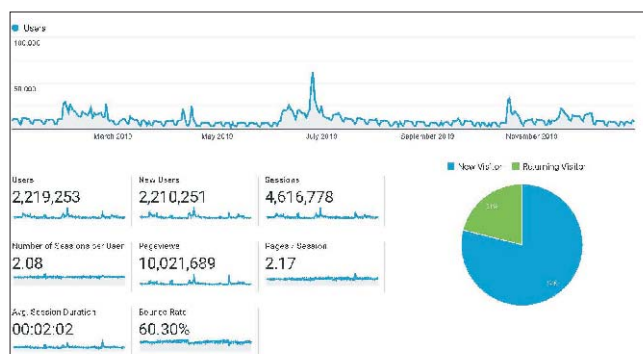 Users
100,000
50,000
March 2019 May 2019 July 2019 September 2019 November 2019
New Visitor Returning Visitor
Users New Users Sessions
2,219,253 2,210,251 4,616,778
Number of Sessions per User Pageviews Pages / Session
2.08 10,021,689 2.17
Avg. Session Duration Bounce Rate
00:02:02 60.30%